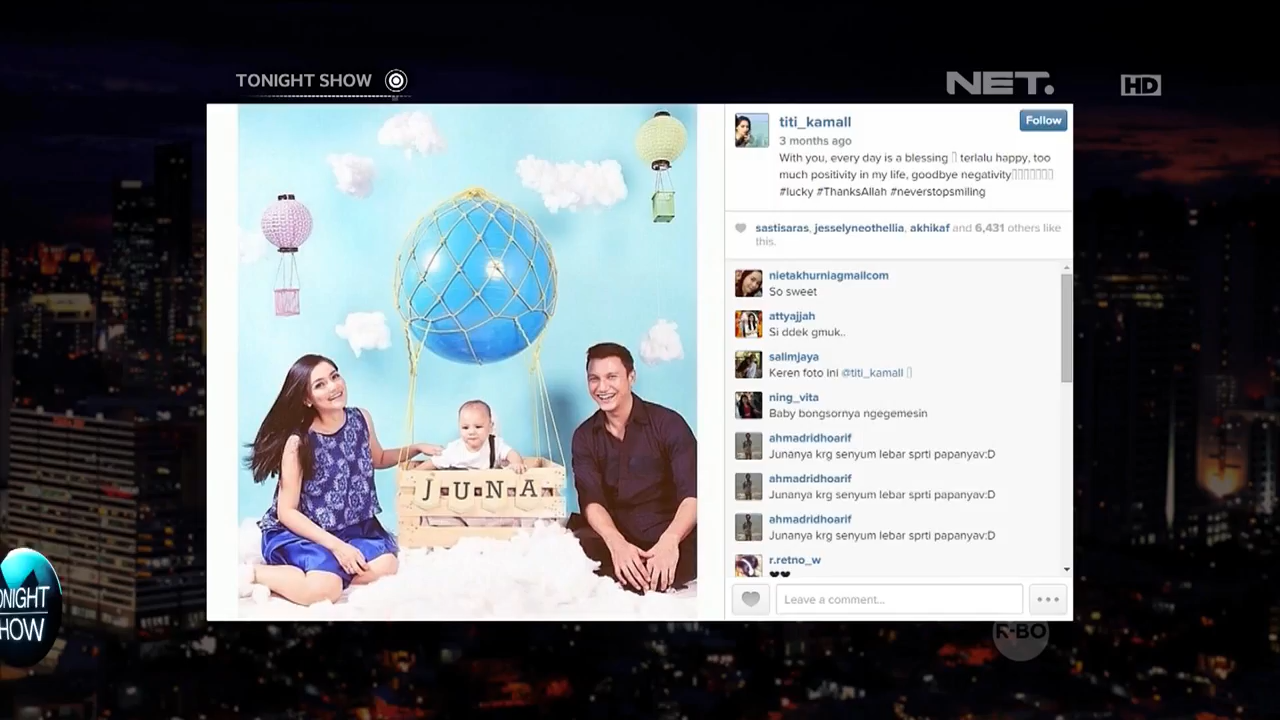 TONIGHT SHOW
NET.
HD
titi_kamall
Follow
3 months ago
With you, every day is a blessing terlalu happy, too
much positivity in my life, goodbye negativity
#lucky #ThanksAllah #neverstopsmiling
sastisaras, jesselyneothellia, akhikaf and 6,431 others like
this.
nietakhurniagmailcom
So sweet
attyajjah
Si ddek gmuk..
salimjaya
Keren foto ini @titi_kamall
ning_vita
Baby bongsornya ngegemesin
ahmadridhoarif
Junanya krg senyum lebar sprti papanyav:D
ahmadridhoarif
Junanya krg senyum lebar sprti papanyav:D
ahmadridhoarif
Junanya krg senyum lebar sprti papanyav:D
r.retno_w
Leave a comment...
J U N A
ONIGHT
HOW
R-BO